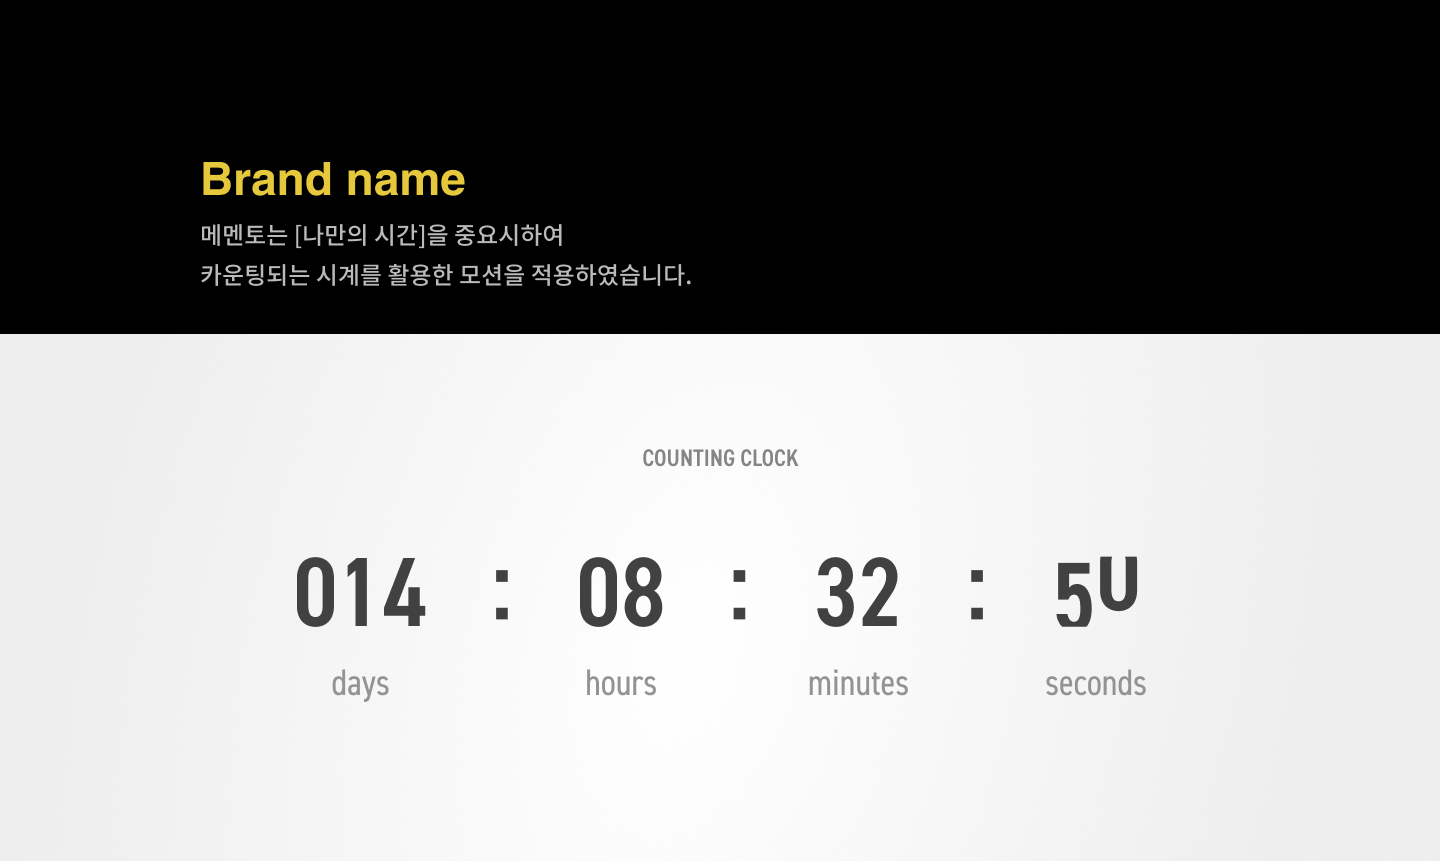 Brand name
메멘토는 [나만의 시간]을 중요시하여
카운팅되는 시계를 활용한 모션을 적용하였습니다.
COUNTING CLOCK
014 : 08 : 32 :
days hours minutes seconds